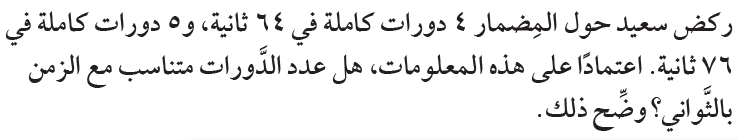 ركض سعيد حول المِضمار ٤ دورات كاملة في ٦٤ ثانية، و٥ دورات كاملة في
٧٦ ثانية. اعتمادًا على هذه المعلومات، هل عدد الدَّورات متناسب مع الزمن
بالثَّواني؟ وضِّح ذلك.